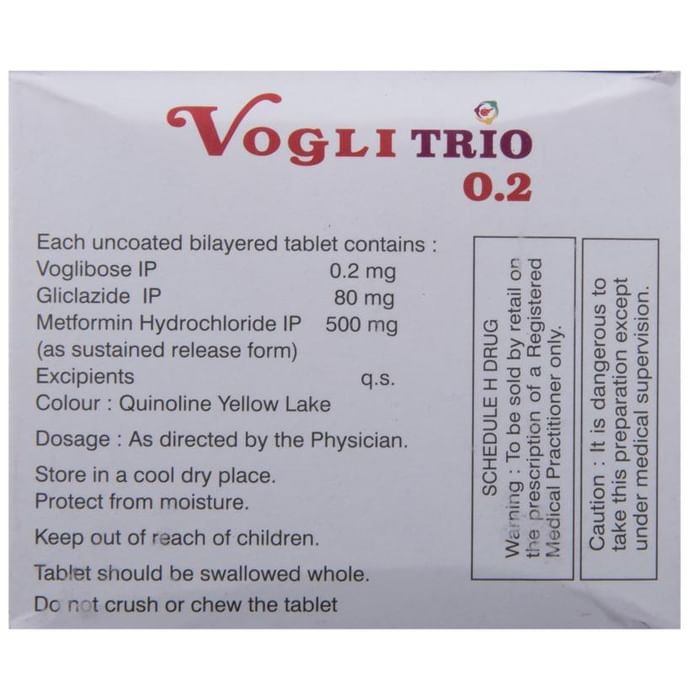 VOGLI TRIO
0.2
Each uncoated bilayered tablet contains :
Voglibose IP 0.2 mg
Gliclazide IP 80 mg
Metformin Hydrochloride IP 500 mg
(as sustained release form)
Excipients q.s.
Colour : Quinoline Yellow Lake
Dosage : As directed by the Physician.
Store in a cool dry place.
Protect from moisture.
Keep out of reach of children.
Tablet should be swallowed whole.
Do not crush or chew the tablet
SCHEDULE H DRUG
Warning : To be sold by retail on
the prescription of a Registered
Medical Practitioner only.
Caution : It is dangerous to
take this preparation except
under medical supervision.